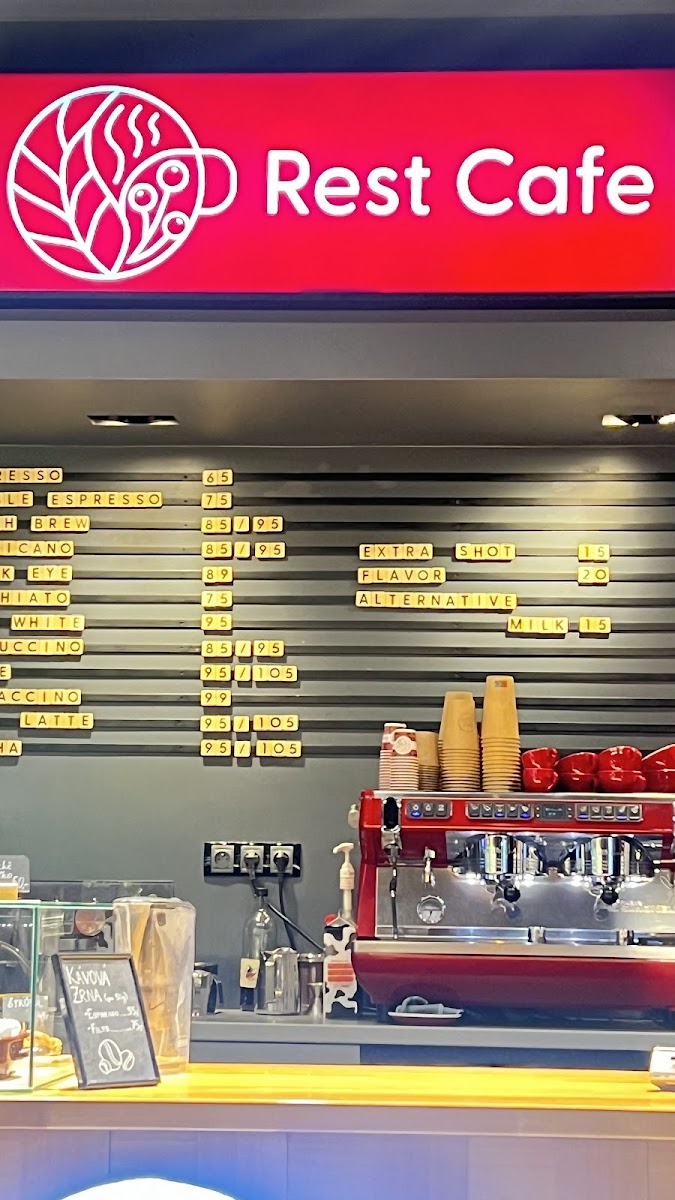 Rest Cafe
RESSO 65
LE ESPRESSO 75
H BREW 85/95
ICANO 85/95
K EYE 89
HIATO 75
WHITE 95
UCCINO 85/95
E 95/105
ACCINO 99
LATTE 95/105
HA 95/105
EXTRA SHOT 15
FLAVOR 20
ALTERNATIVE
MILK 15
KÁVOVÁ
ZRNA
-ESPRESSO
-FILTR